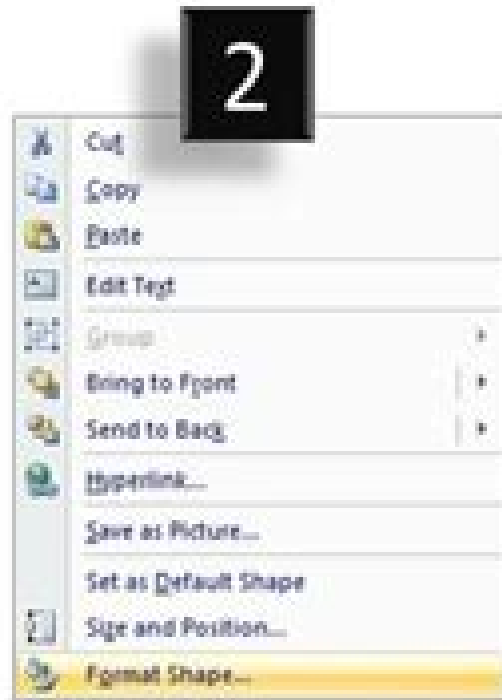 2
Cut
Copy
Paste
Edit Text
Group
Bring to Front
Send to Back
Hyperlink...
Save as Picture...
Set as Default Shape
Size and Position...
Format Shape...